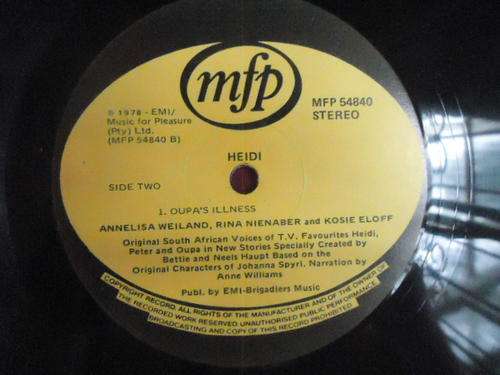 mfp
℗ 1978 - EMI/
Music for Pleasure
(Pty) Ltd.
(MFP 54840 B)
MFP 54840
STEREO
HEIDI
SIDE TWO
1. OUPA'S ILLNESS
ANNELISA WEILAND, RINA NIENABER and KOSIE ELOFF
Original South African Voices of T.V. Favourites Heidi,
Peter and Oupa in New Stories Specially Created by
Bettie and Neels Haupt Based on the
Original Characters of Johanna Spyri. Narration by
Anne Williams
Publ. by EMI-Brigadiers Music
COPYRIGHT RECORD. ALL RIGHTS OF THE MANUFACTURER AND OF THE OWNER OF
THE RECORDED WORK RESERVED UNAUTHORISED PUBLIC PERFORMANCE
BROADCASTING AND COPY OF THIS RECORD PROHIBITED